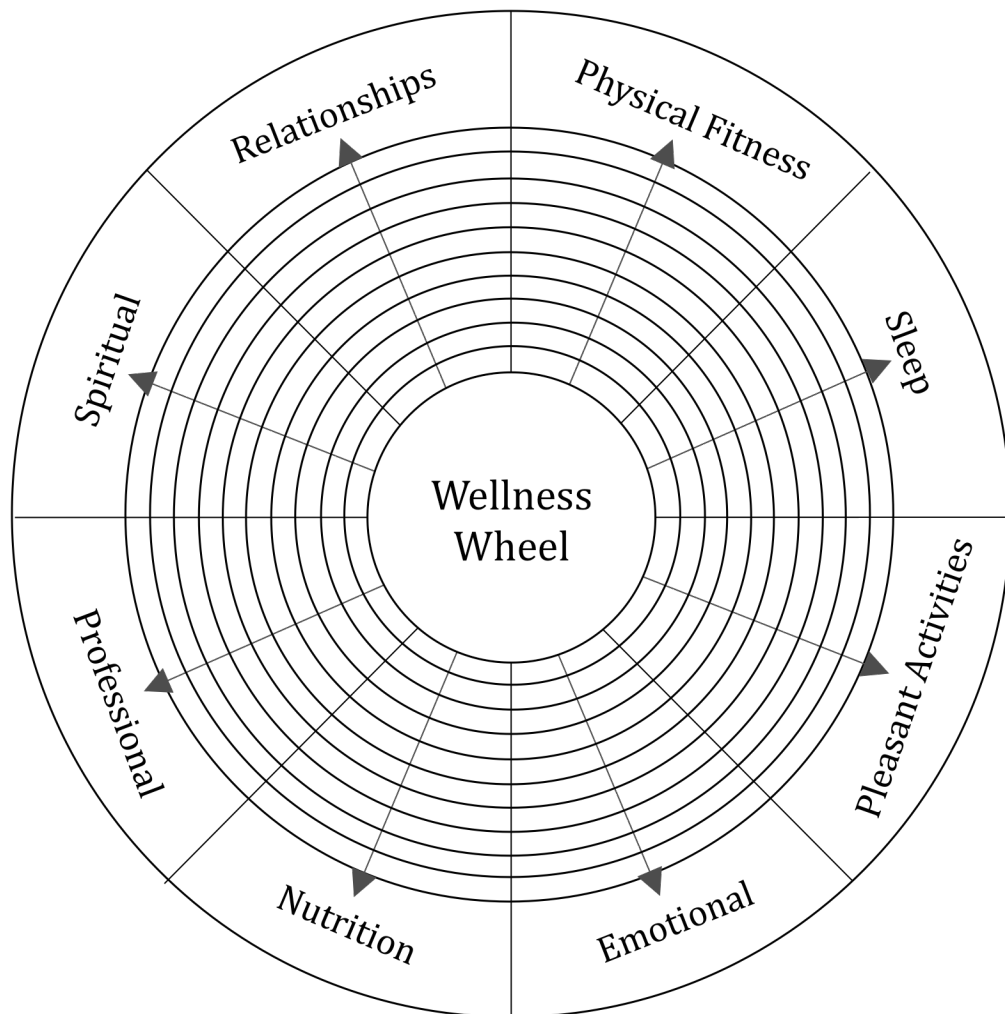 Relationships
Physical Fitness
Spiritual
Sleep
Wellness
Wheel
Professional
Pleasant Activities
Nutrition
Emotional